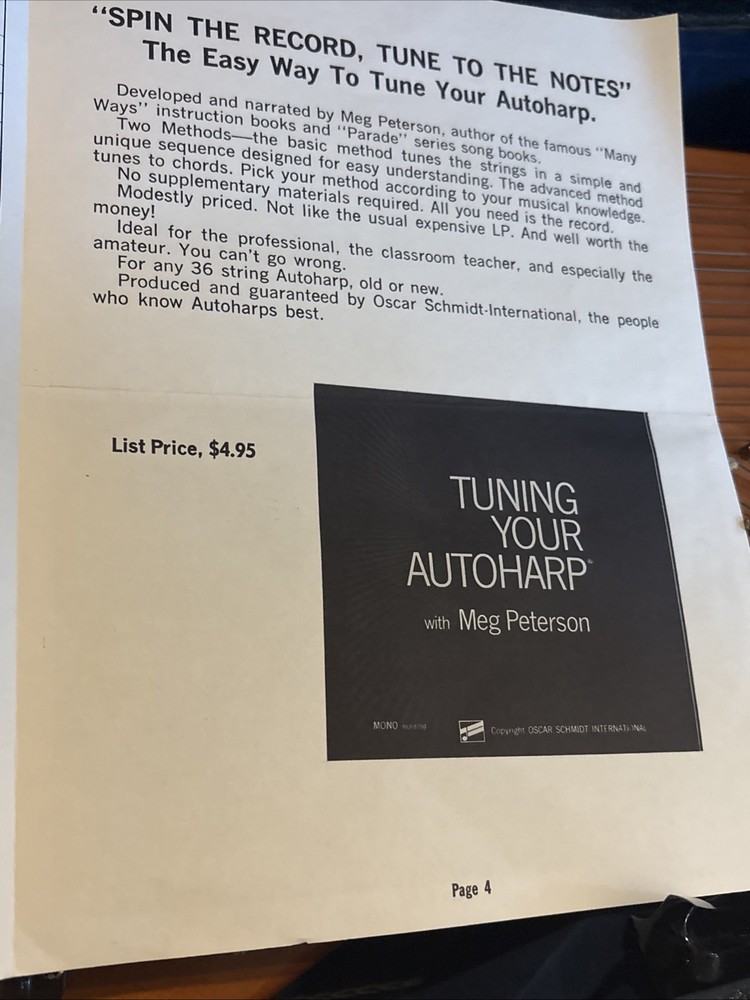 “SPIN THE RECORD, TUNE TO THE NOTES”
The Easy Way To Tune Your Autoharp.
Developed and narrated by Meg Peterson, author of the famous “Many
Ways” instruction books and “Parade” series song books.
Two Methods—the basic method tunes the strings in a simple and
unique sequence designed for easy understanding. The advanced method
tunes to chords. Pick your method according to your musical knowledge.
No supplementary materials required. All you need is the record.
Modestly priced. Not like the usual expensive LP. And well worth the
money!
Ideal for the professional, the classroom teacher, and especially the
amateur. You can't go wrong.
For any 36 string Autoharp, old or new.
Produced and guaranteed by Oscar Schmidt-International, the people
who know Autoharps best.
List Price, $4.95
TUNING
YOUR
AUTOHARP®
with Meg Peterson
MONO
Copyright OSCAR SCHMIDT INTERNATIONAL
Page 4